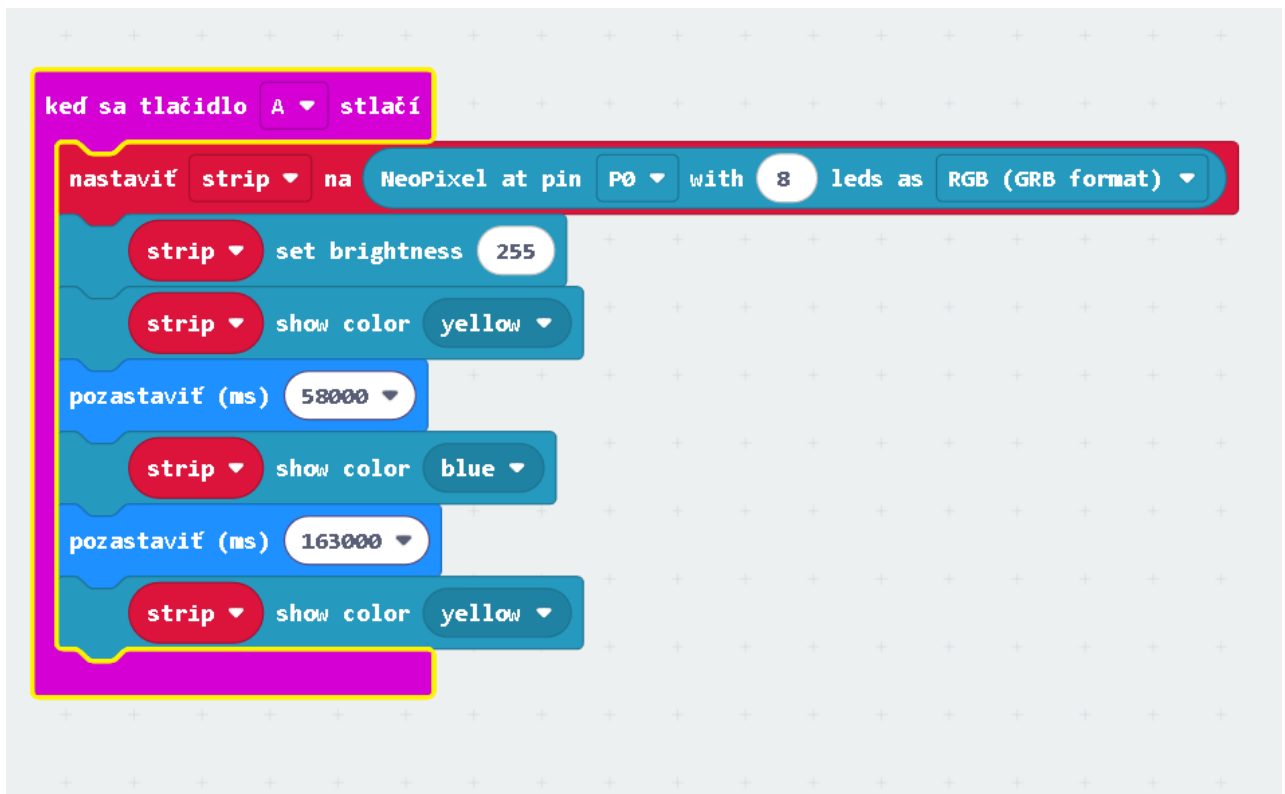 keď sa tlačidlo A stlačí
nastaviť strip na NeoPixel at pin P0 with 8 leds as RGB (GRB format)
strip set brightness 255
strip show color yellow
pozastaviť (ms) 58000
strip show color blue
pozastaviť (ms) 163000
strip show color yellow